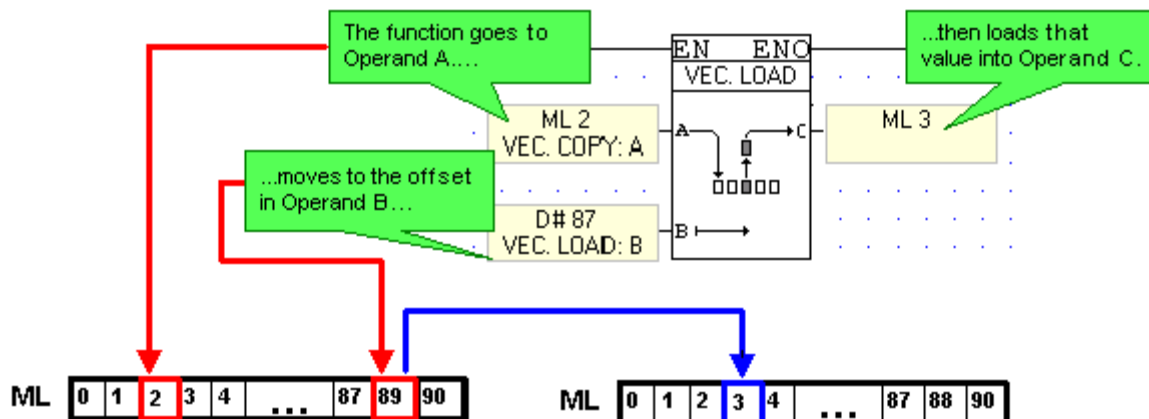 The function goes to
Operand A....
EN ENO
VEC. LOAD
...then loads that
value into Operand C.
ML 2
VEC. COPY: A
A
C
ML 3
...moves to the offset
in Operand B...
D# 87
VEC. LOAD: B
B
ML 0 1 2 3 4 ... 87 89 90
ML 0 1 2 3 4 ... 87 88 90